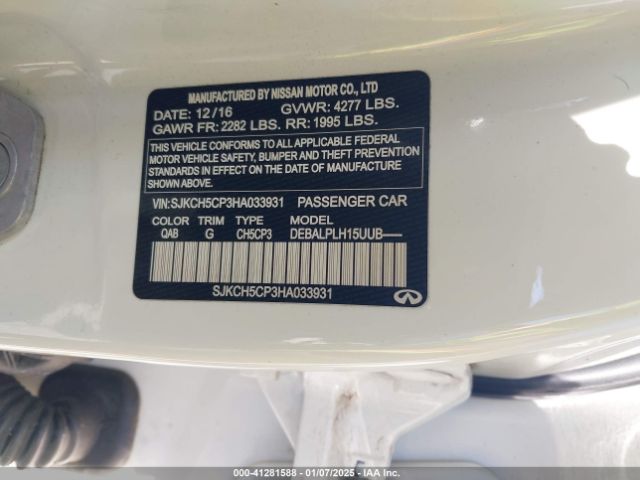 MANUFACTURED BY NISSAN MOTOR CO., LTD
DATE: 12/16 GVWR: 4277 LBS.
GAWR FR: 2282 LBS. RR: 1995 LBS.
THIS VEHICLE CONFORMS TO ALL APPLICABLE FEDERAL
MOTOR VEHICLE SAFETY, BUMPER AND THEFT PREVENTION
STANDARDS IN EFFECT ON THE DATE OF MANUFACTURE
SHOWN ABOVE.
VIN:SJKCH5CP3HA033931 PASSENGER CAR
COLOR TRIM TYPE MODEL
QAB G CH5CP3 DEBALPLH15UUB—
SJKCH5CP3HA033931
000-41281588 - 01/07/2025 - IAA Inc.